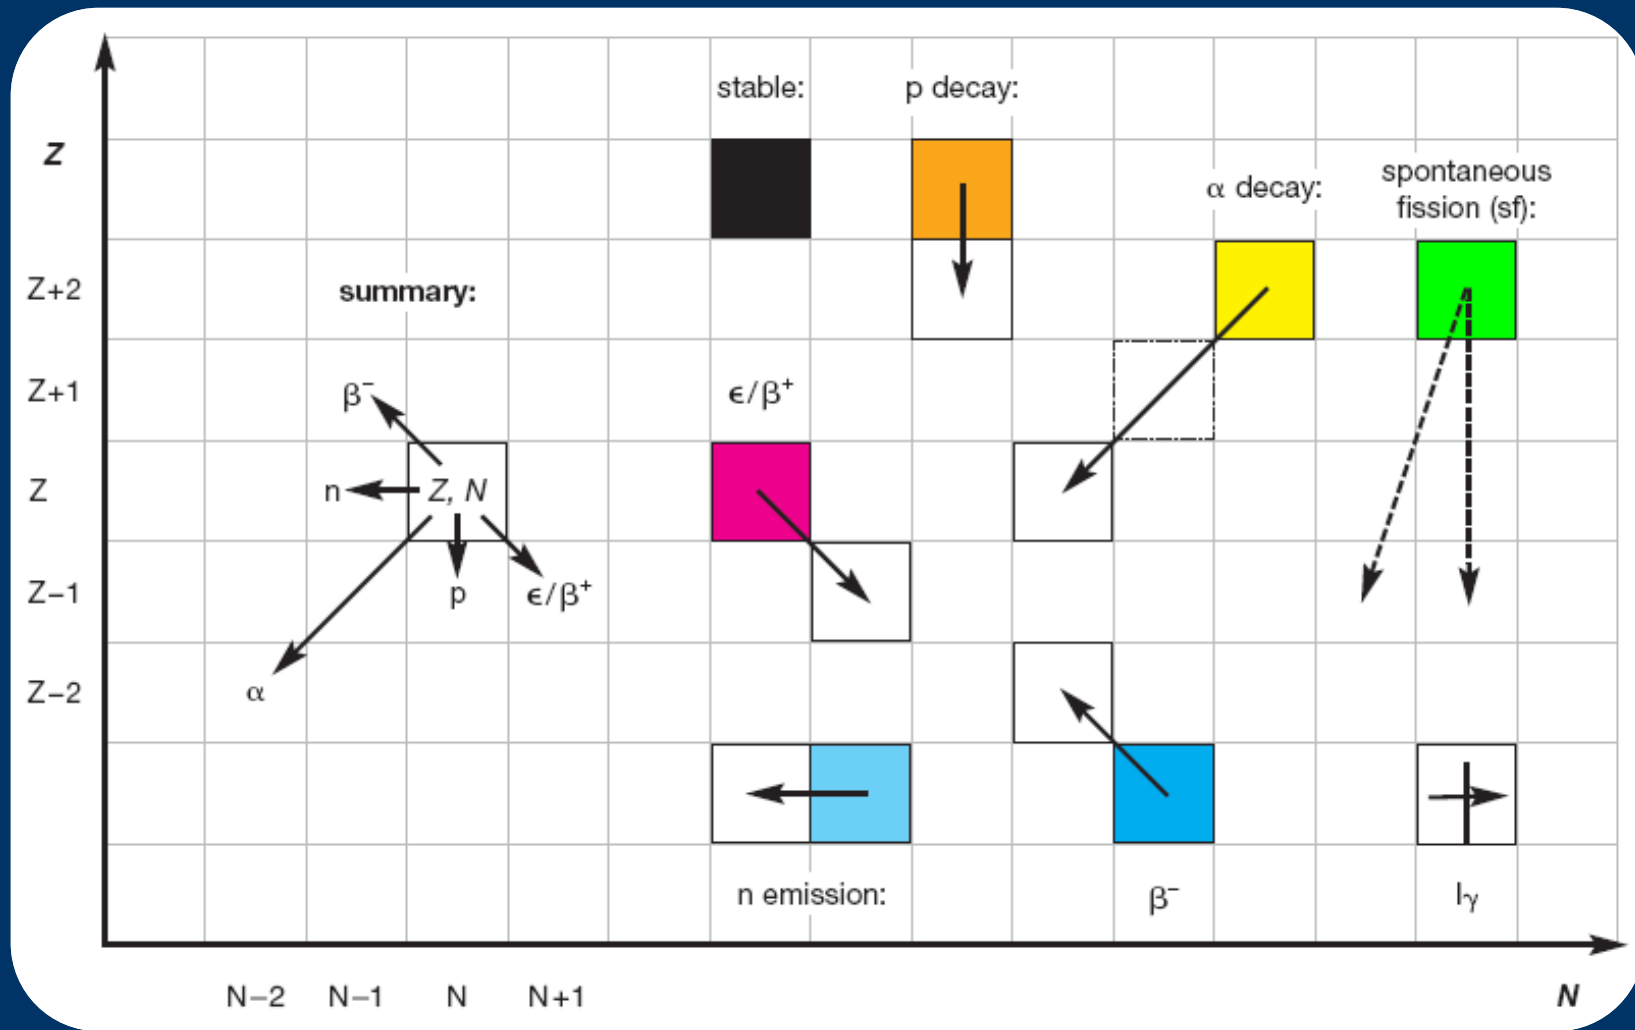 stable:
p decay:
Z
α decay:
spontaneous
fission (sf):
Z+2
summary:
Z+1
β⁻
ϵ/β⁺
Z
n
Z, N
Z−1
p
ϵ/β⁺
Z−2
α
n emission:
β⁻
Iγ
N−2
N−1
N
N+1
N